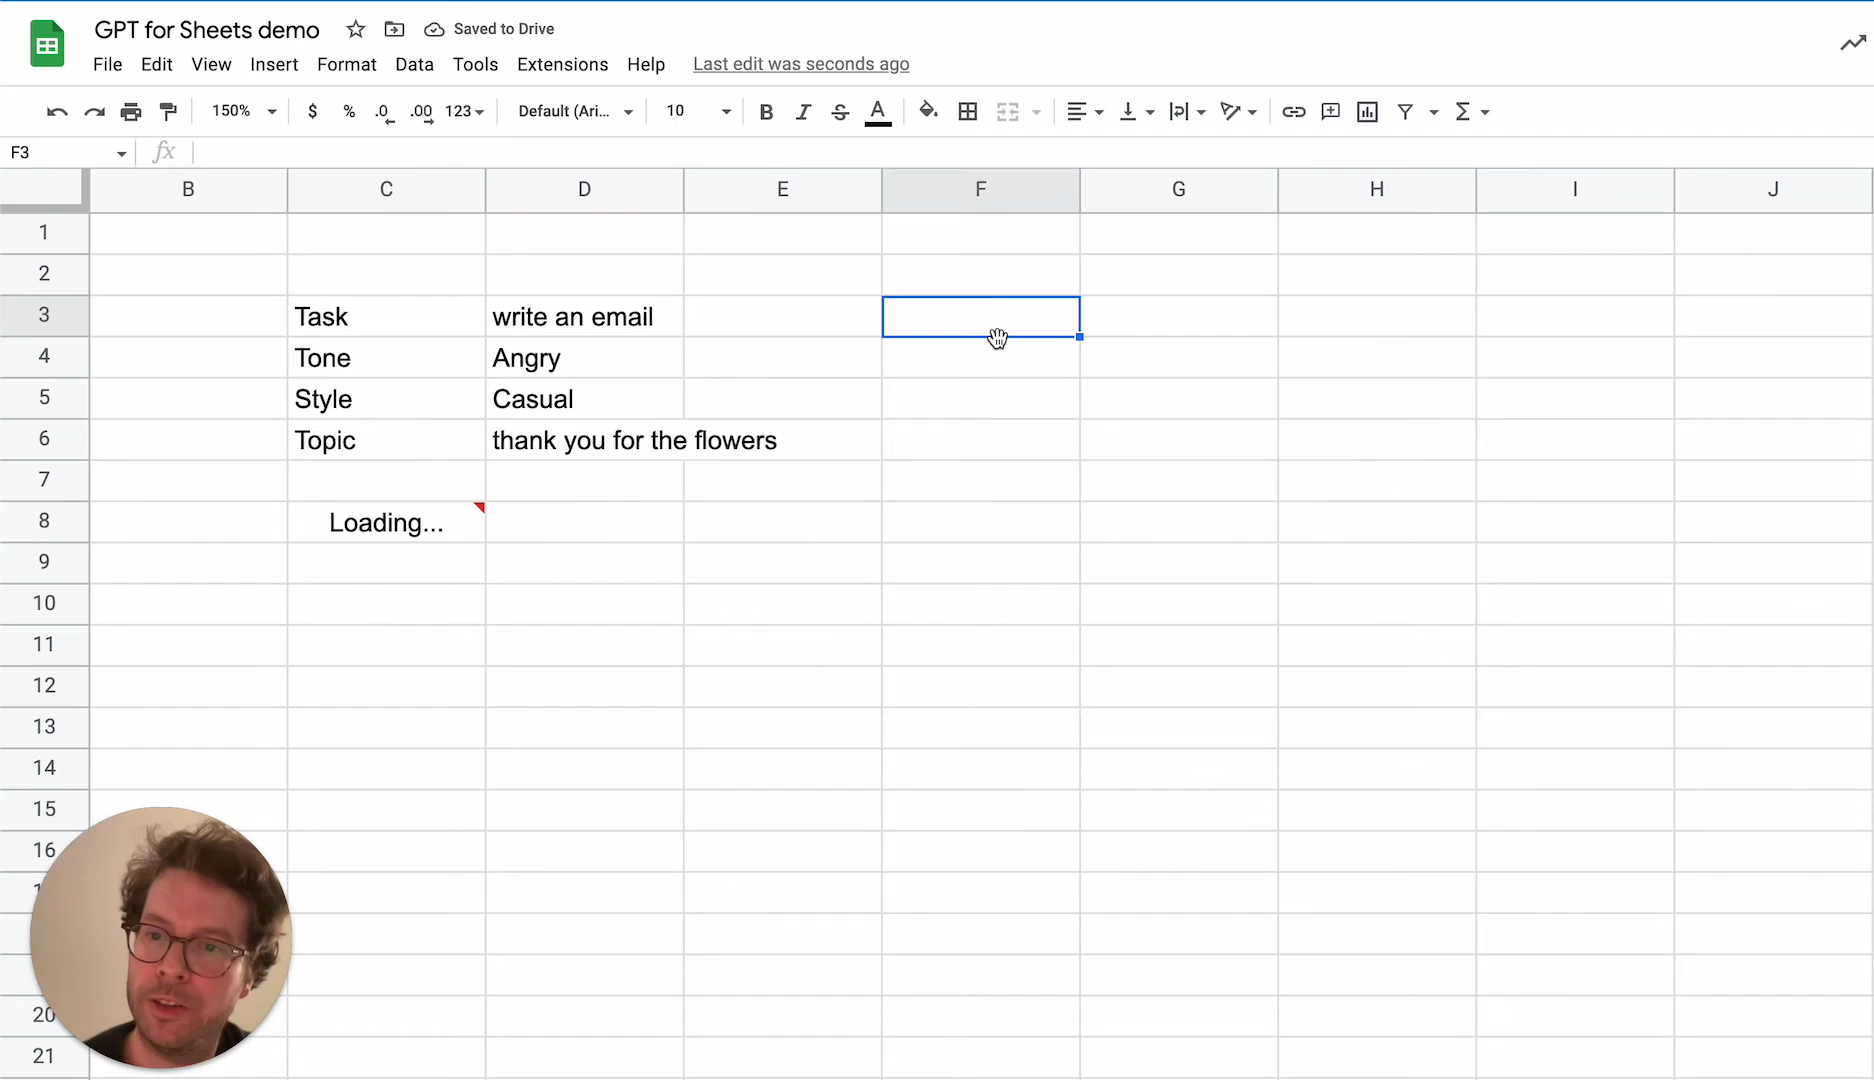 GPT for Sheets demo Saved to Drive
File Edit View Insert Format Data Tools Extensions Help Last edit was seconds ago
150% $ % .0 .00 123 Default (Ari... 10 B I S A Σ
F3 fx
B C D E F G H I J
1
2
3 Task write an email
4 Tone Angry
5 Style Casual
6 Topic thank you for the flowers
7
8 Loading...
9
10
11
12
13
14
15
16
20
21